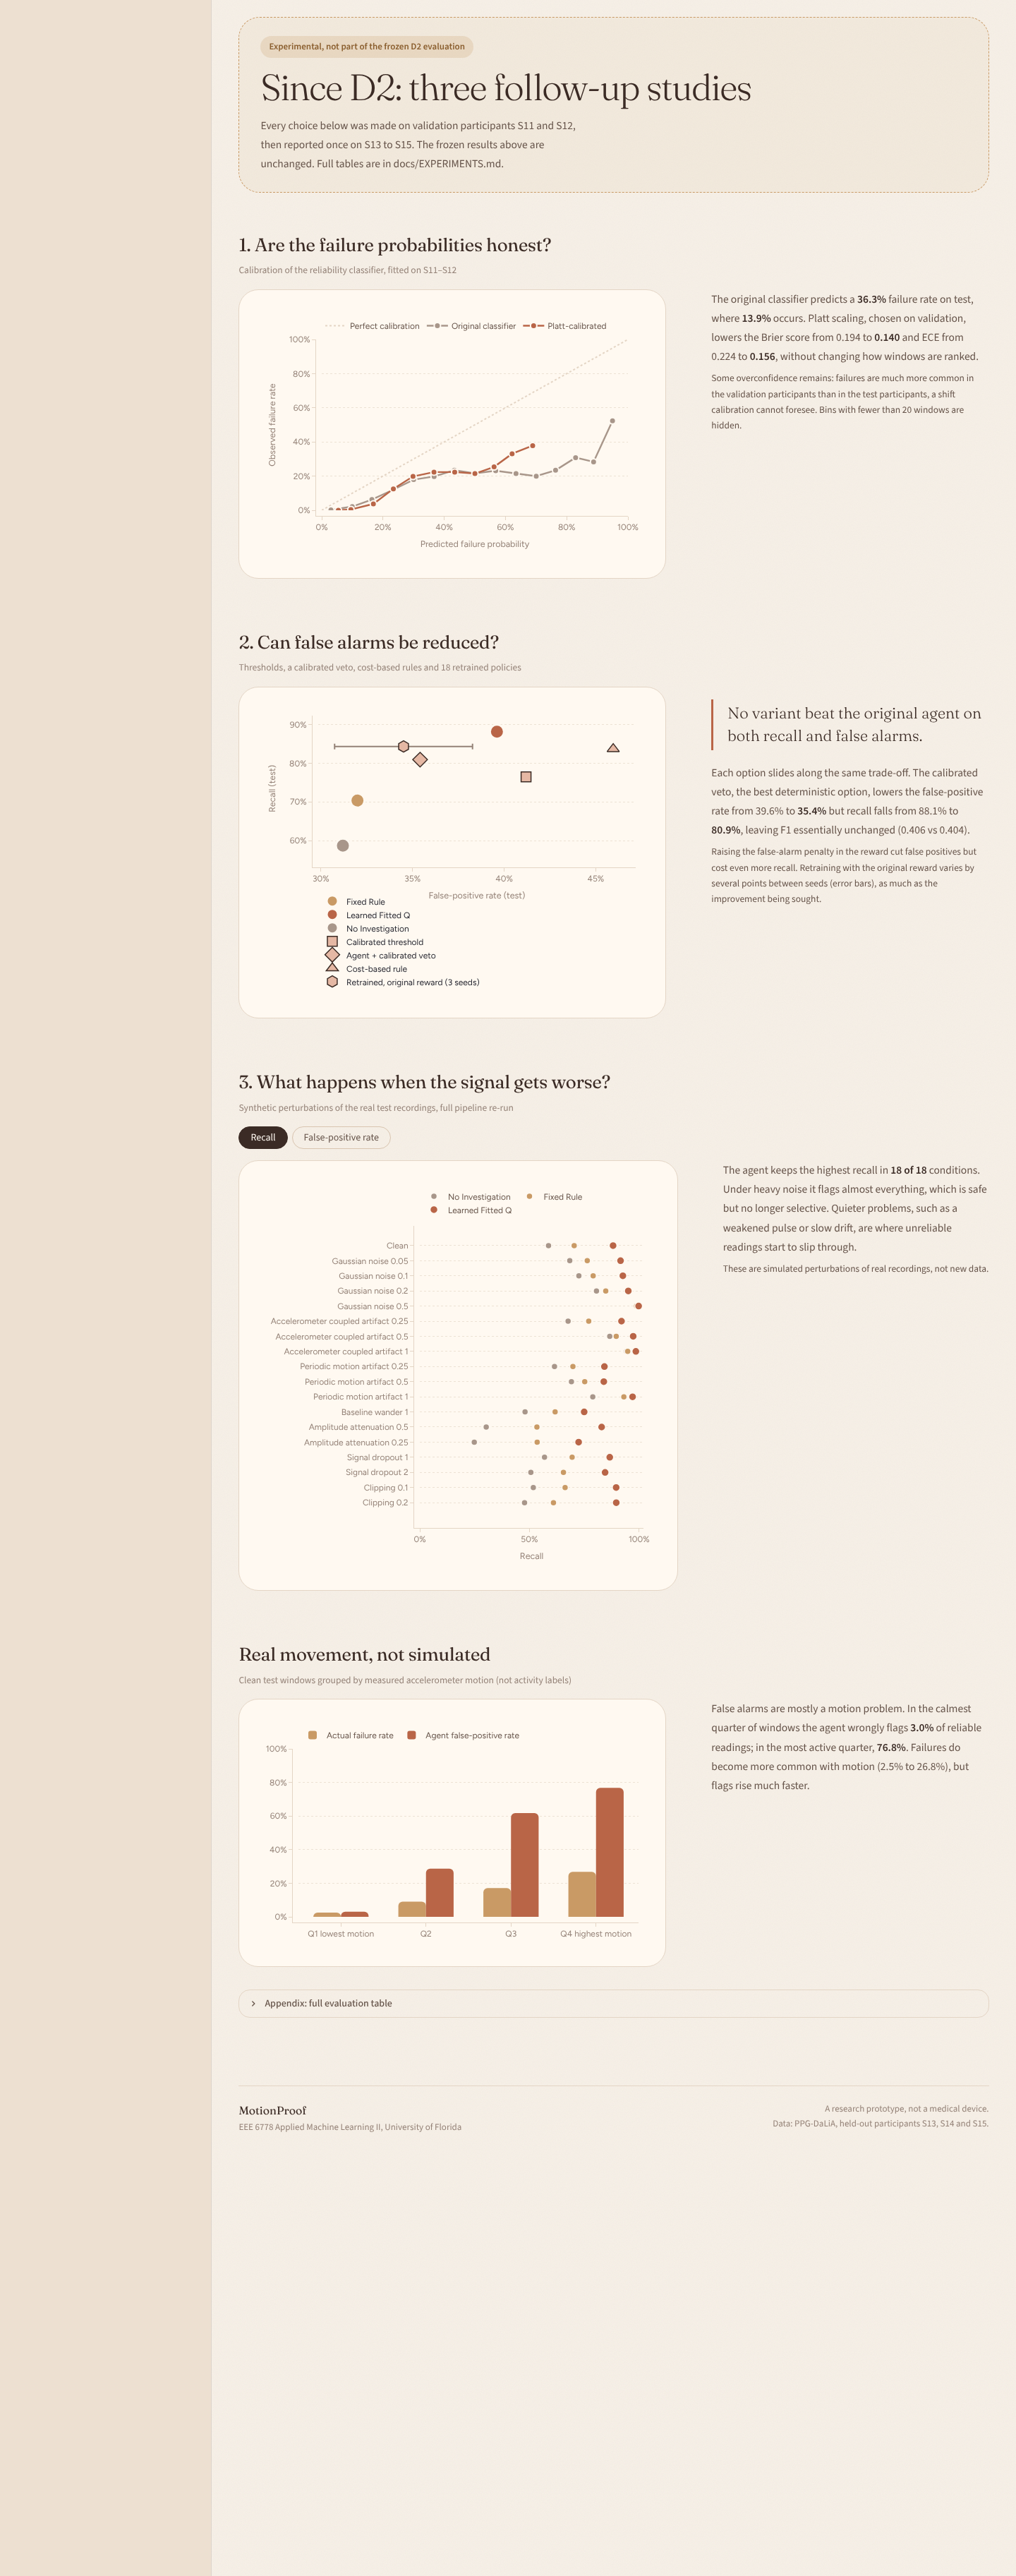 Experimental, not part of the frozen D2 evaluation
Since D2: three follow-up studies
Every choice below was made on validation participants S11 and S12,
then reported once on S13 to S15. The frozen results above are
unchanged. Full tables are in docs/EXPERIMENTS.md.
1. Are the failure probabilities honest?
Calibration of the reliability classifier, fitted on S11–S12
Perfect calibration
Original classifier
Platt-calibrated
100%
80%
60%
40%
20%
0%
Observed failure rate
0%
20%
40%
60%
80%
100%
Predicted failure probability
The original classifier predicts a 36.3% failure rate on test,
where 13.9% occurs. Platt scaling, chosen on validation,
lowers the Brier score from 0.194 to 0.140 and ECE from
0.224 to 0.156, without changing how windows are ranked.
Some overconfidence remains: failures are much more common in
the validation participants than in the test participants, a shift
calibration cannot foresee. Bins with fewer than 20 windows are
hidden.
2. Can false alarms be reduced?
Thresholds, a calibrated veto, cost-based rules and 18 retrained policies
90%
80%
70%
60%
Recall (test)
30%
35%
40%
45%
False-positive rate (test)
Fixed Rule
Learned Fitted Q
No Investigation
Calibrated threshold
Agent + calibrated veto
Cost-based rule
Retrained, original reward (3 seeds)
No variant beat the original agent on
both recall and false alarms.
Each option slides along the same trade-off. The calibrated
veto, the best deterministic option, lowers the false-positive
rate from 39.6% to 35.4% but recall falls from 88.1% to
80.9%, leaving F1 essentially unchanged (0.406 vs 0.404).
Raising the false-alarm penalty in the reward cut false positives but
cost even more recall. Retraining with the original reward varies by
several points between seeds (error bars), as much as the
improvement being sought.
3. What happens when the signal gets worse?
Synthetic perturbations of the real test recordings, full pipeline re-run
Recall
False-positive rate
No Investigation
Fixed Rule
Learned Fitted Q
Clean
Gaussian noise 0.05
Gaussian noise 0.1
Gaussian noise 0.2
Gaussian noise 0.5
Accelerometer coupled artifact 0.25
Accelerometer coupled artifact 0.5
Accelerometer coupled artifact 1
Periodic motion artifact 0.25
Periodic motion artifact 0.5
Periodic motion artifact 1
Baseline wander 1
Amplitude attenuation 0.5
Amplitude attenuation 0.25
Signal dropout 1
Signal dropout 2
Clipping 0.1
Clipping 0.2
0%
50%
100%
Recall
The agent keeps the highest recall in 18 of 18 conditions.
Under heavy noise it flags almost everything, which is safe
but no longer selective. Quieter problems, such as a
weakened pulse or slow drift, are where unreliable
readings start to slip through.
These are simulated perturbations of real recordings, not new data.
Real movement, not simulated
Clean test windows grouped by measured accelerometer motion (not activity labels)
Actual failure rate
Agent false-positive rate
100%
80%
60%
40%
20%
0%
Q1 lowest motion
Q2
Q3
Q4 highest motion
False alarms are mostly a motion problem. In the calmest
quarter of windows the agent wrongly flags 3.0% of reliable
readings; in the most active quarter, 76.8%. Failures do
become more common with motion (2.5% to 26.8%), but
flags rise much faster.
Appendix: full evaluation table
MotionProof
EEE 6778 Applied Machine Learning II, University of Florida
A research prototype, not a medical device.
Data: PPG-DaLiA, held-out participants S13, S14 and S15.